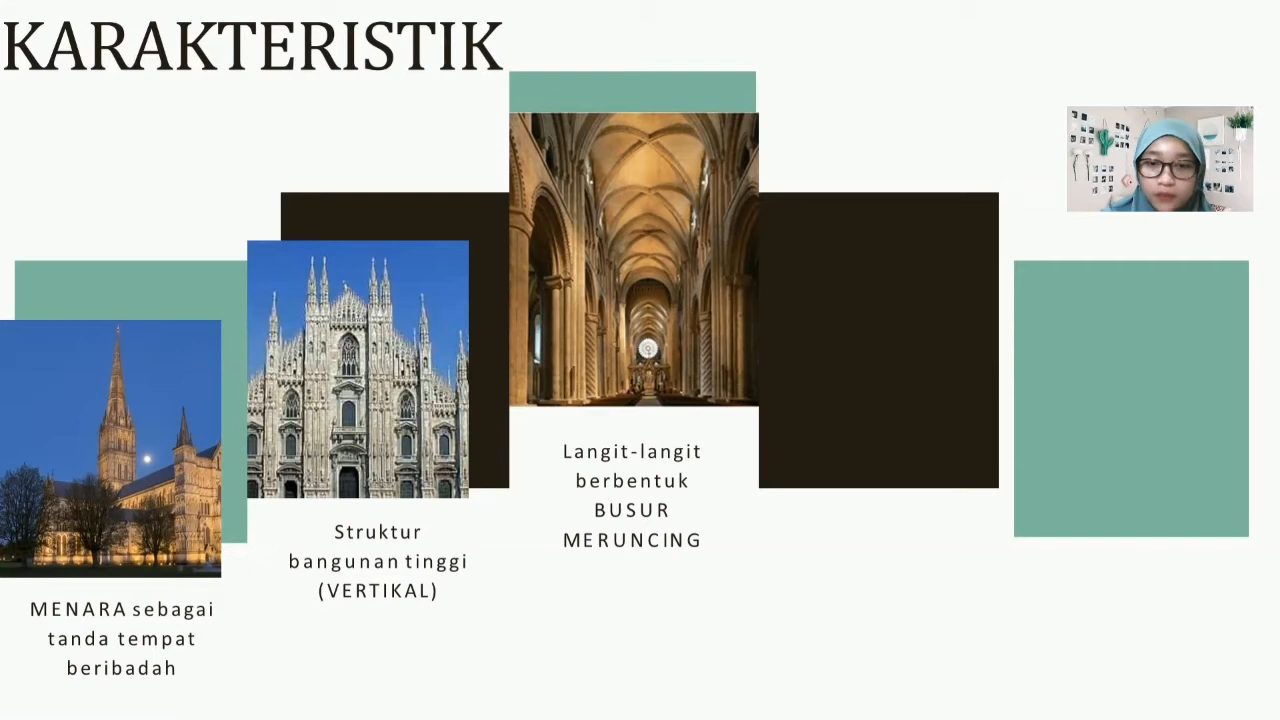 KARAKTERISTIK
MENARA sebagai
tanda tempat
beribadah
Struktur
bangunan tinggi
(VERTIKAL)
Langit-langit
berbentuk
BUSUR
MERUNCING